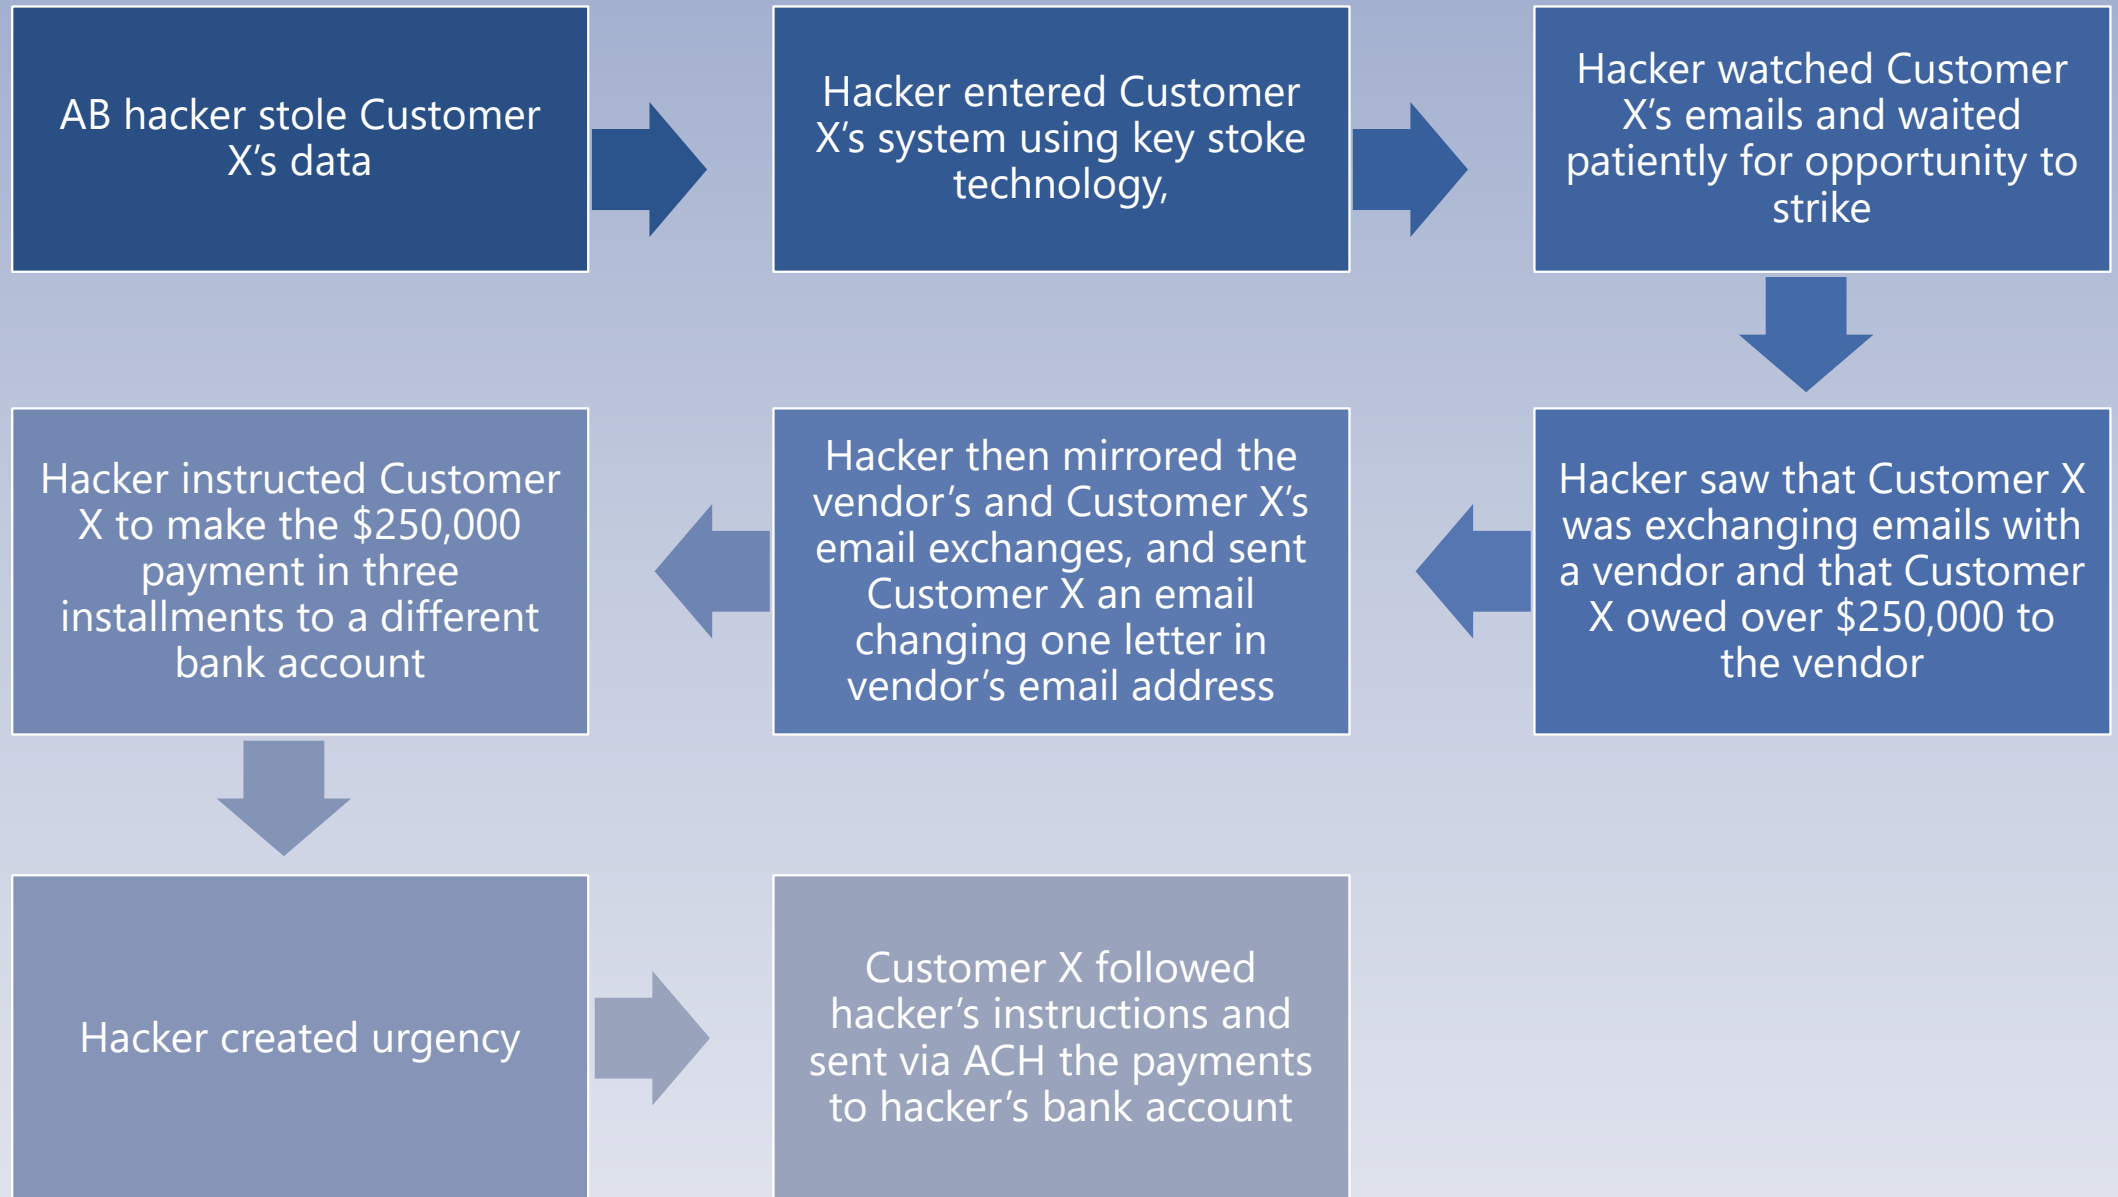 AB hacker stole Customer
X’s data
Hacker entered Customer
X’s system using key stoke
technology,
Hacker watched Customer
X’s emails and waited
patiently for opportunity to
strike
Hacker saw that Customer X
was exchanging emails with
a vendor and that Customer
X owed over $250,000 to
the vendor
Hacker then mirrored the
vendor’s and Customer X’s
email exchanges, and sent
Customer X an email
changing one letter in
vendor’s email address
Hacker instructed Customer
X to make the $250,000
payment in three
installments to a different
bank account
Hacker created urgency
Customer X followed
hacker’s instructions and
sent via ACH the payments
to hacker’s bank account